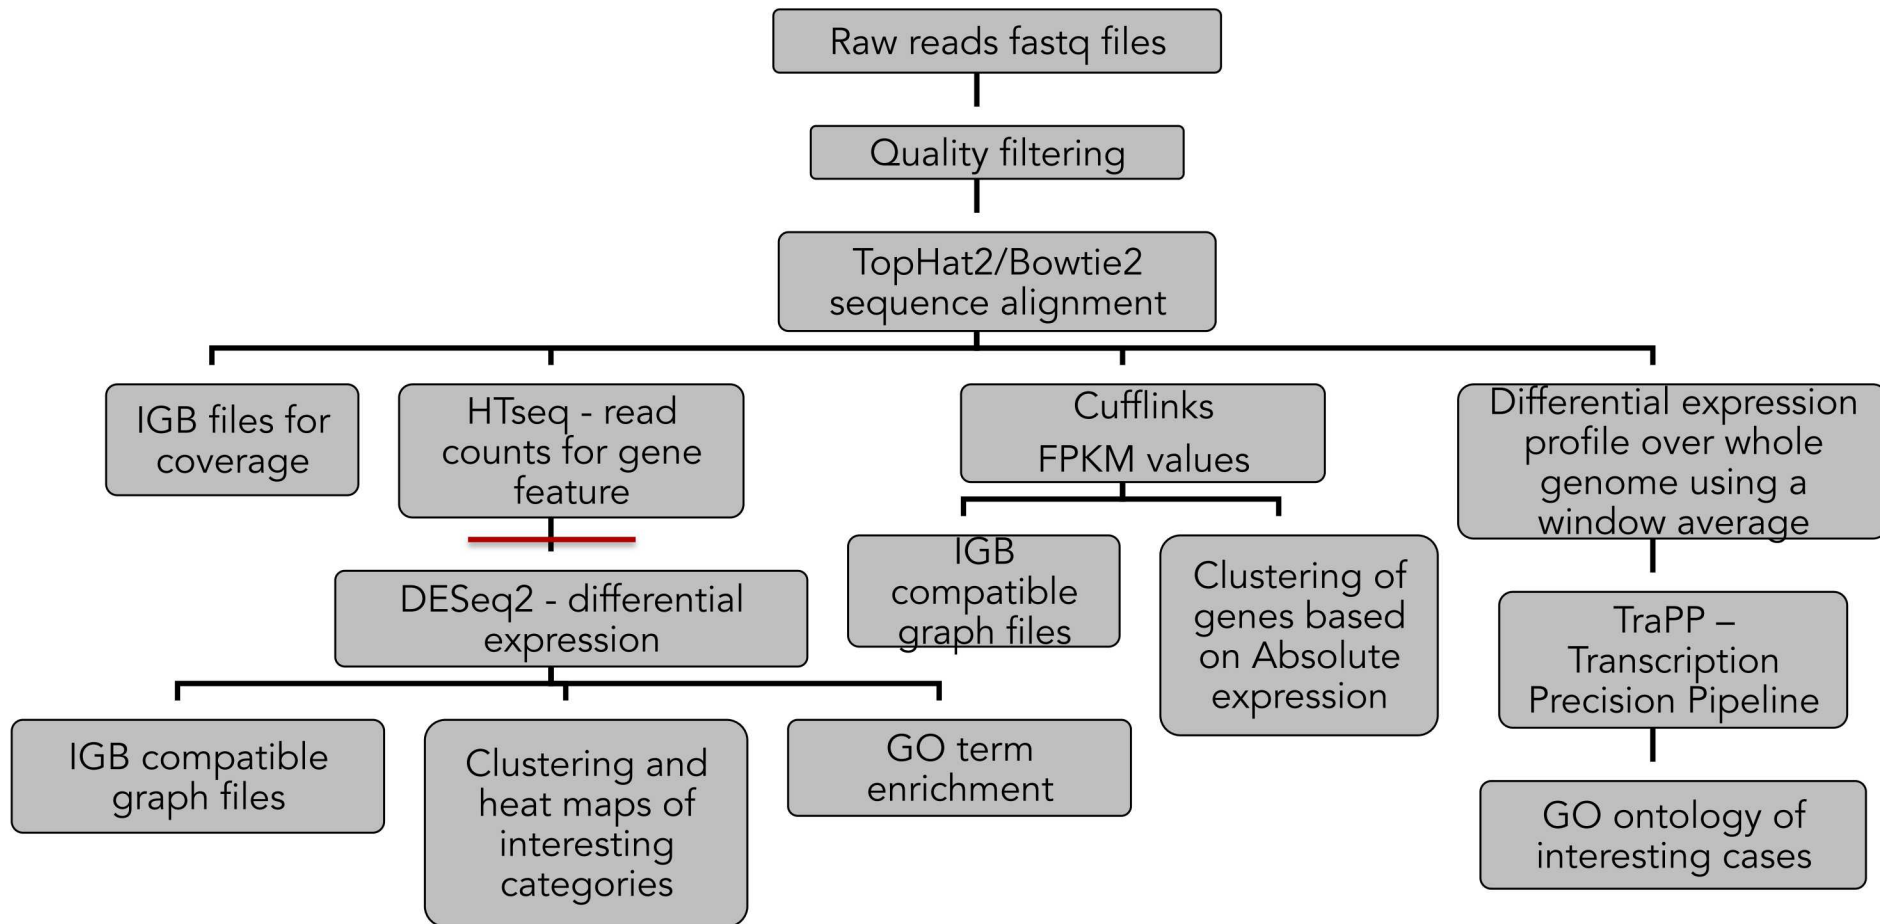 Raw reads fastq files
Quality filtering
TopHat2/Bowtie2
sequence alignment
IGB files for
coverage
HTseq - read
counts for gene
feature
Cufflinks
FPKM values
Differential expression
profile over whole
genome using a
window average
DESeq2 - differential
expression
IGB
compatible
graph files
Clustering of
genes based
on Absolute
expression
TraPP –
Transcription
Precision Pipeline
IGB compatible
graph files
Clustering and
heat maps of
interesting
categories
GO term
enrichment
GO ontology of
interesting cases